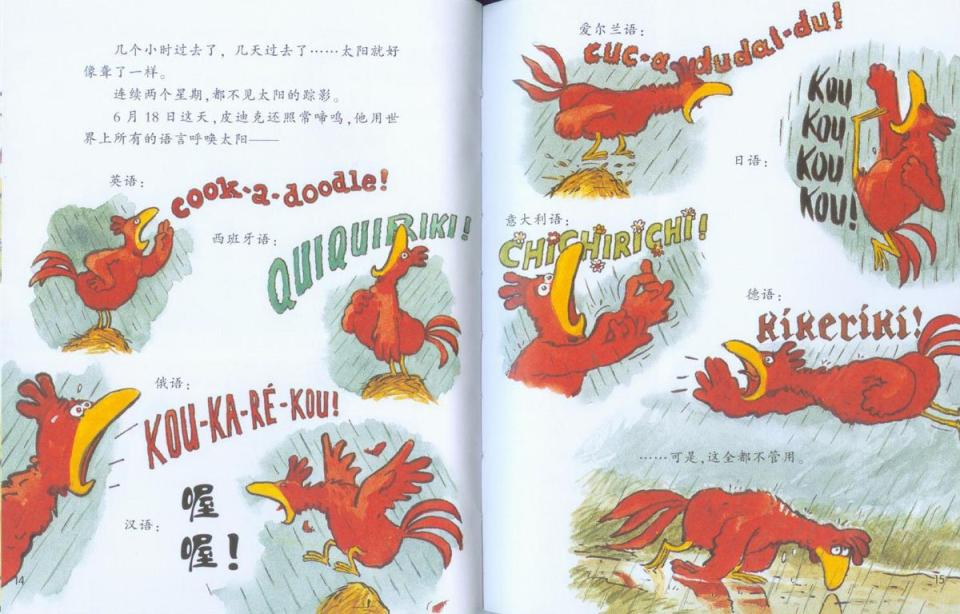 几个小时过去了，几天过去了……太阳就好
像聋了一样。
连续两个星期，都不见太阳的踪影。
6月18日这天，皮迪克还照常啼鸣，他用世
界上所有的语言呼唤太阳——
英语：
cook-a-doodle!
西班牙语：
QUIQUIRIKI!
俄语：
KOU-KA-RÉ-KOU!
汉语：
喔
喔！
14
爱尔兰语：
cuc-a-dudal-du!
日语：
KOU
KOU
KOU
KOU!
意大利语：
CHICHIRICHI!
德语：
kikeriki!
……可是，这全都不管用。
15